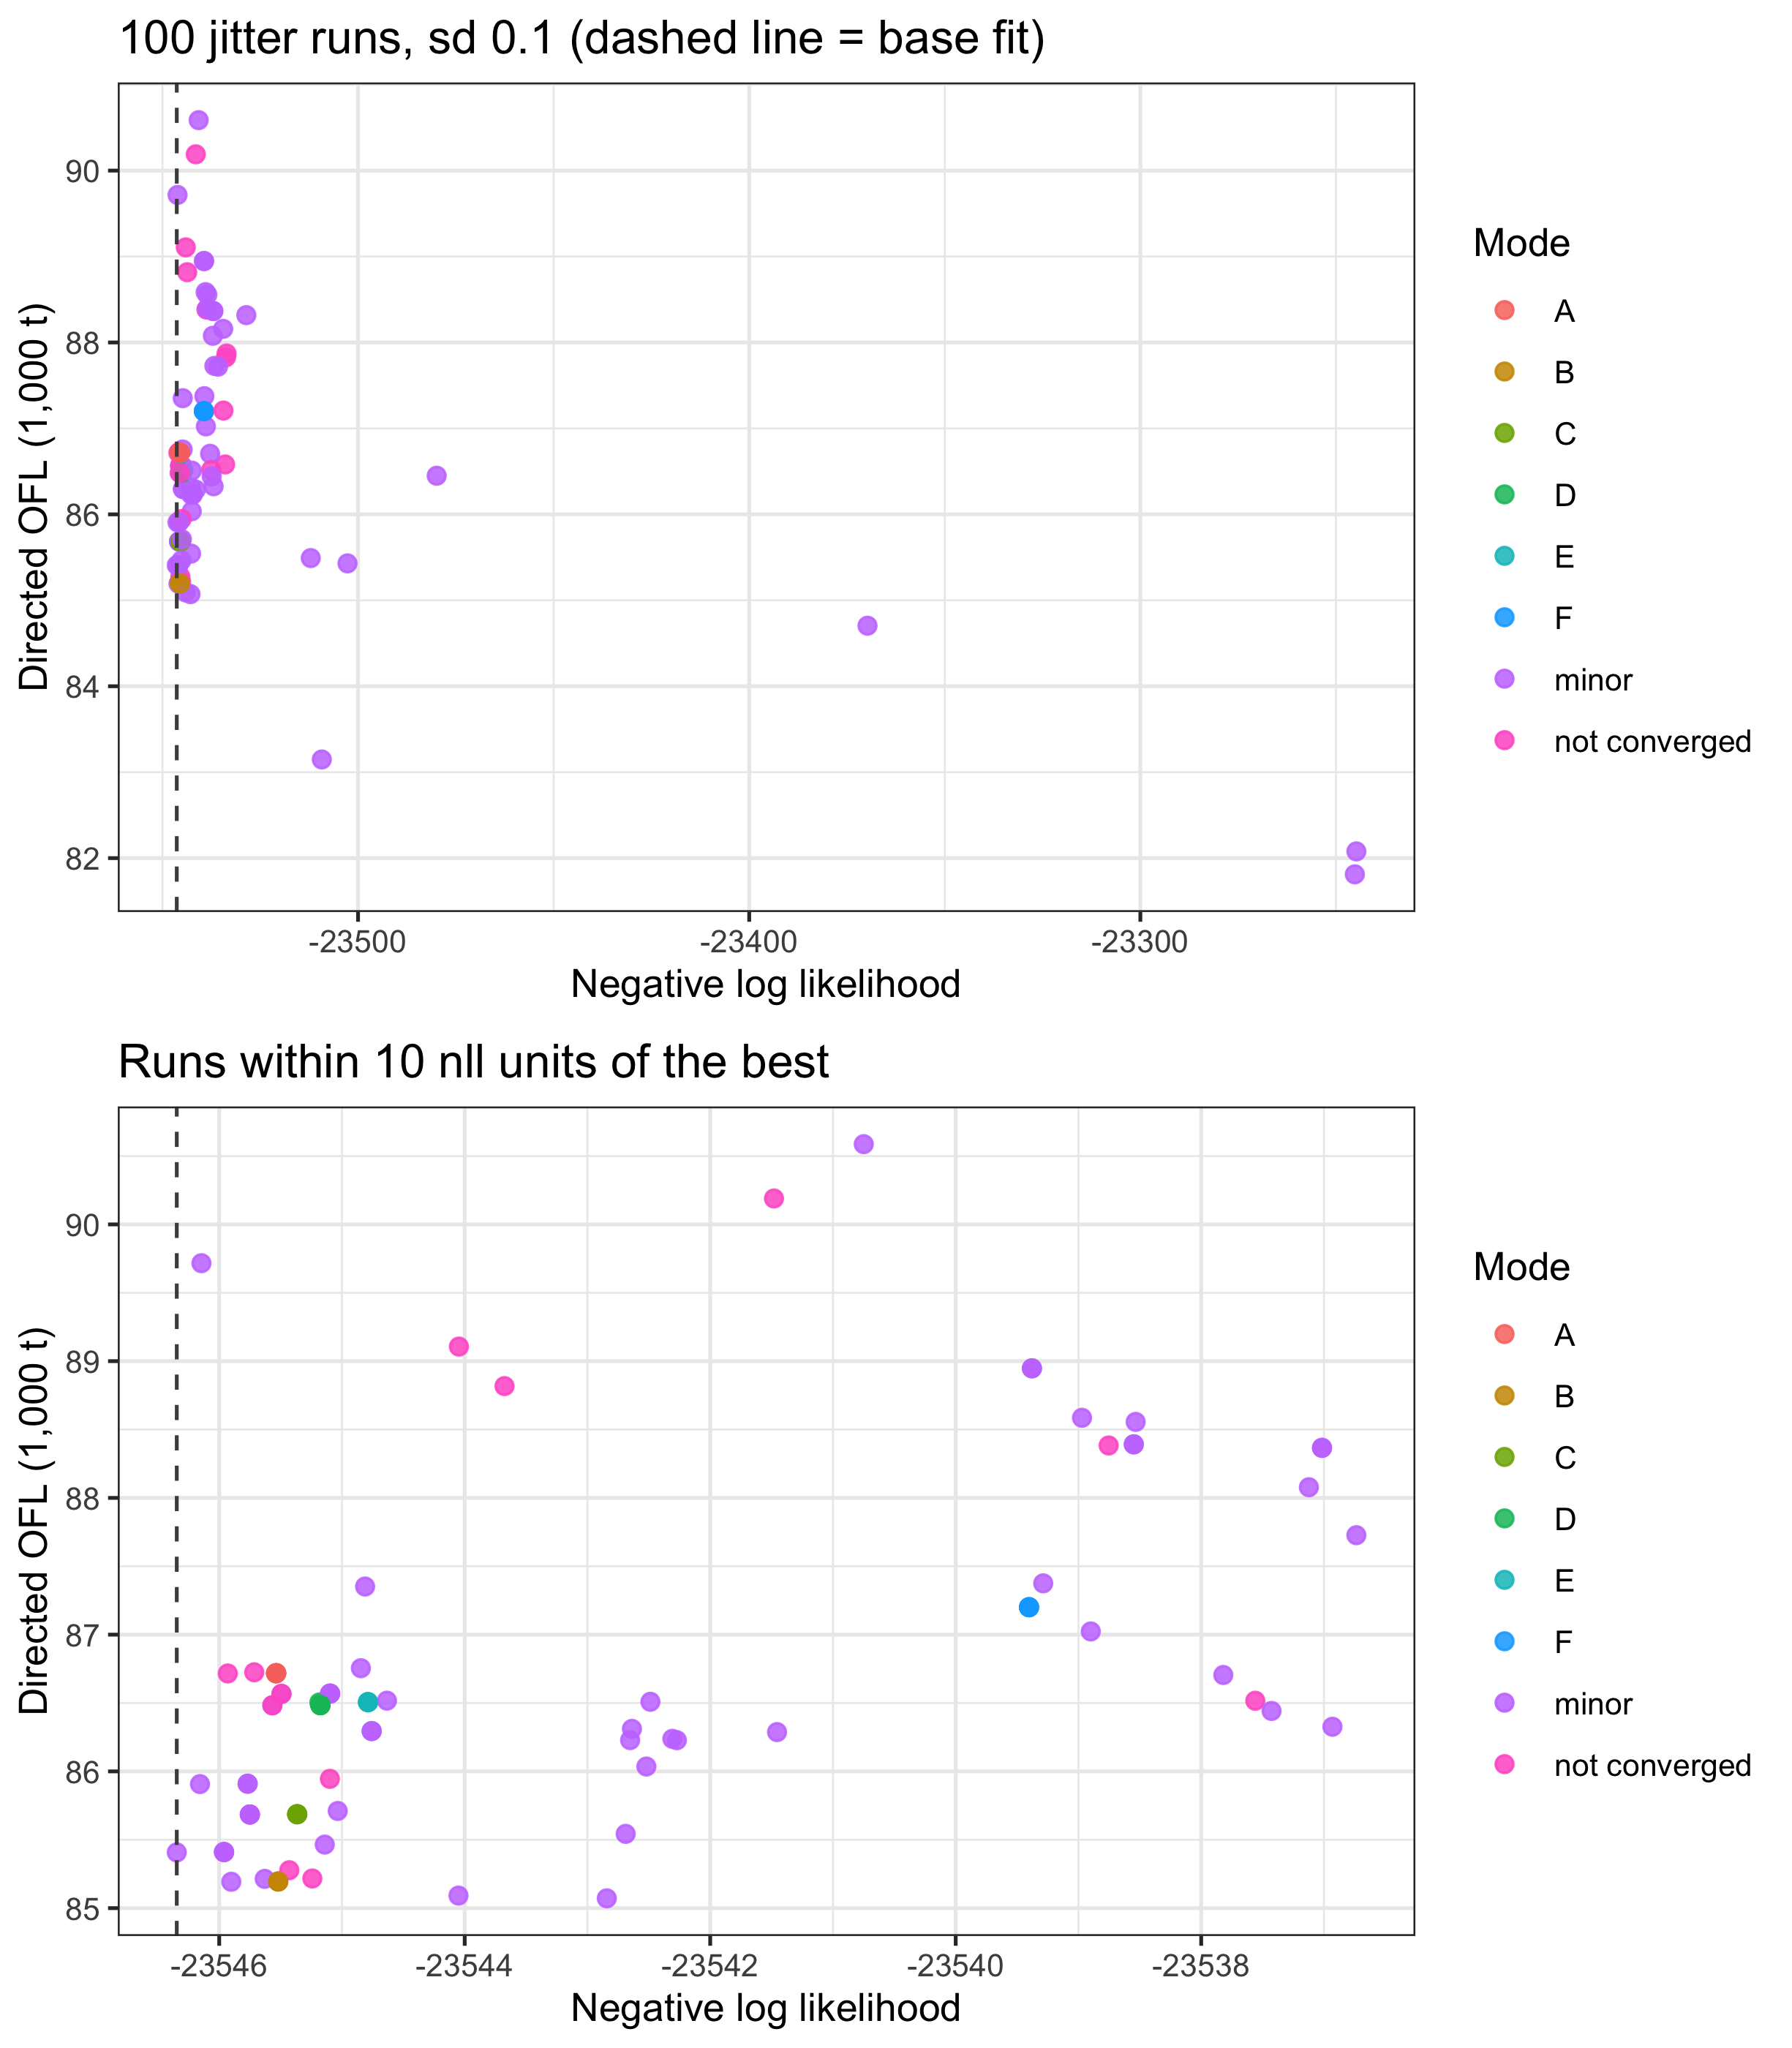 100 jitter runs, sd 0.1 (dashed line = base fit)
Directed OFL (1,000 t)
90
88
86
84
82
-23500
-23400
-23300
Negative log likelihood
Mode
A
B
C
D
E
F
minor
not converged
Runs within 10 nll units of the best
Directed OFL (1,000 t)
90
89
88
87
86
85
-23546
-23544
-23542
-23540
-23538
Negative log likelihood
Mode
A
B
C
D
E
F
minor
not converged